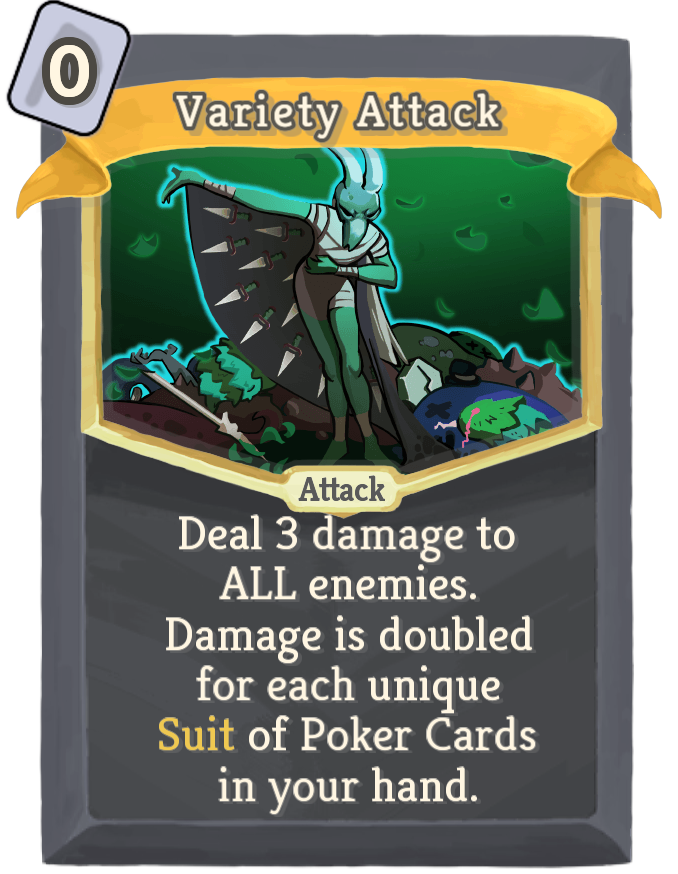 0
Variety Attack
Attack
Deal 3 damage to
ALL enemies.
Damage is doubled
for each unique
Suit of Poker Cards
in your hand.